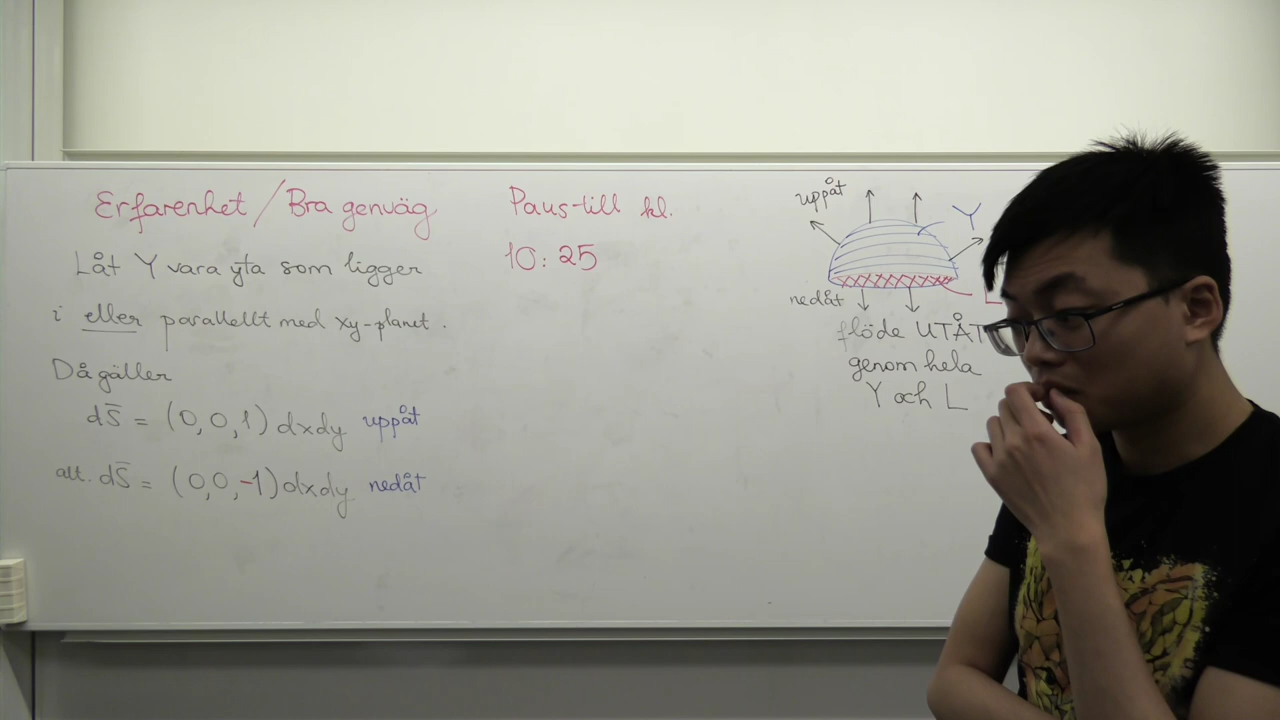 Erfarenhet / Bra genväg
Låt Y vara yta som ligger
i eller parallellt med xy-planet.
Då gäller
dS̄ = (0, 0, 1) dxdy uppåt
alt. dS̄ = (0, 0, -1) dxdy nedåt
Paus till kl.
10:25
uppåt
Y
L
nedåt
flöde UTÅT
genom hela
Y och L